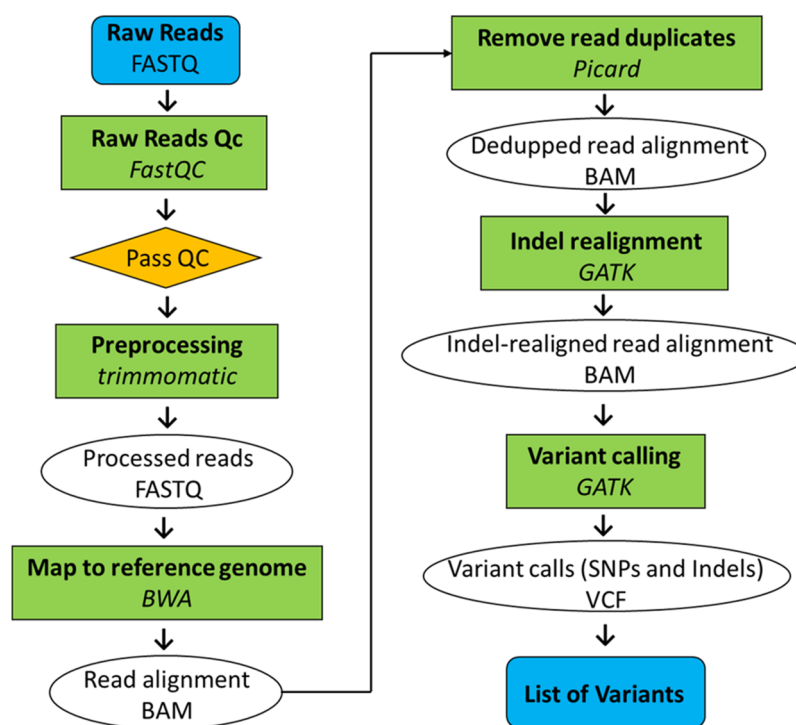 Raw Reads
FASTQ
Raw Reads Qc
FastQC
Pass QC
Preprocessing
trimmomatic
Processed reads
FASTQ
Map to reference genome
BWA
Read alignment
BAM
Remove read duplicates
Picard
Dedupped read alignment
BAM
Indel realignment
GATK
Indel-realigned read alignment
BAM
Variant calling
GATK
Variant calls (SNPs and Indels)
VCF
List of Variants